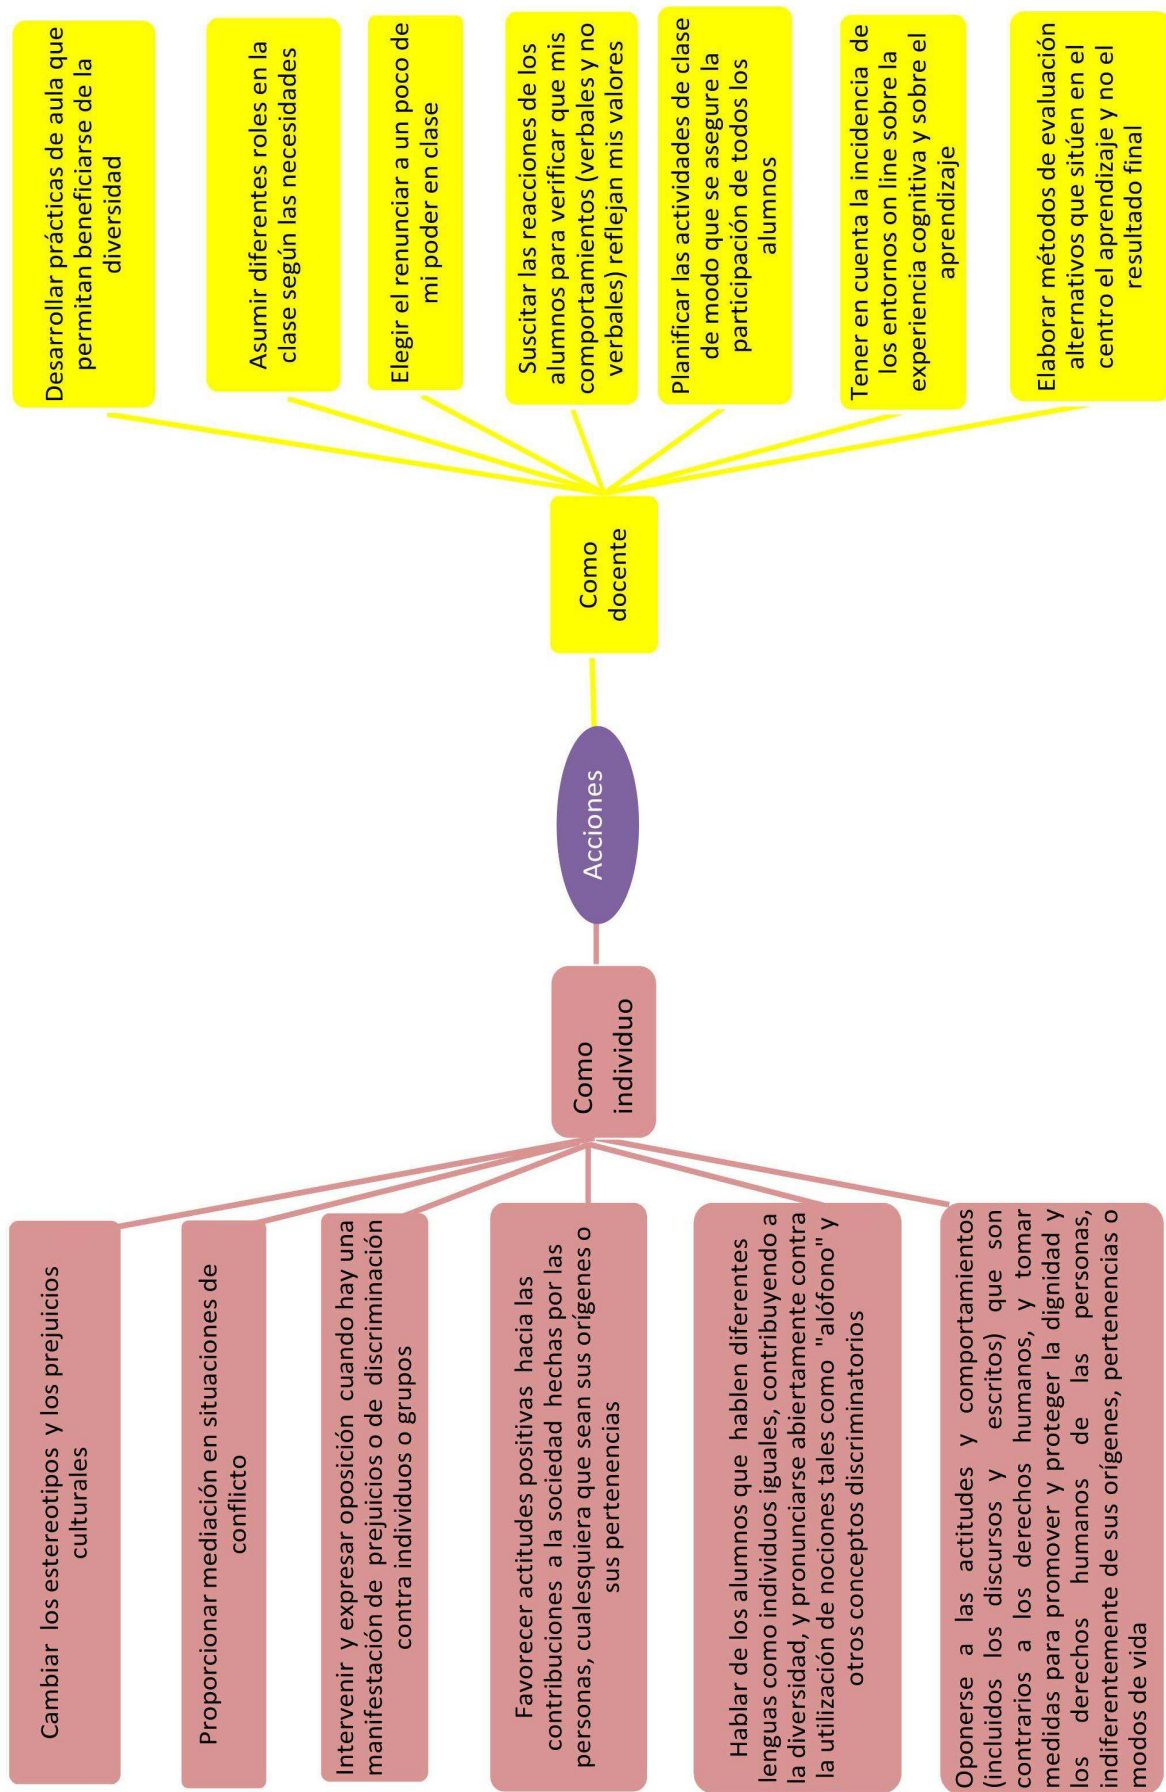 Cambiar los estereotipos y los prejuicios
culturales
Proporcionar mediación en situaciones de
conflicto
Intervenir y expresar oposición cuando hay una
manifestación de prejuicios o de discriminación
contra individuos o grupos
Favorecer actitudes positivas hacia las
contribuciones a la sociedad hechas por las
personas, cualesquiera que sean sus orígenes o
sus pertenencias
Hablar de los alumnos que hablen diferentes
lenguas como individuos iguales, contribuyendo a
la diversidad, y pronunciarse abiertamente contra
la utilización de nociones tales como "alófono" y
otros conceptos discriminatorios
Oponerse a las actitudes y comportamientos
(incluidos los discursos y escritos) que son
contrarios a los derechos humanos, y tomar
medidas para promover y proteger la dignidad y
los derechos humanos de las personas,
indiferentemente de sus orígenes, pertenencias o
modos de vida
Como
individuo
Acciones
Como
docente
Desarrollar prácticas de aula que
permitan beneficiarse de la
diversidad
Asumir diferentes roles en la
clase según las necesidades
Elegir el renunciar a un poco de
mi poder en clase
Suscitar las reacciones de los
alumnos para verificar que mis
comportamientos (verbales y no
verbales) reflejan mis valores
Planificar las actividades de clase
de modo que se asegure la
participación de todos los
alumnos
Tener en cuenta la incidencia de
los entornos on line sobre la
experiencia cognitiva y sobre el
aprendizaje
Elaborar métodos de evaluación
alternativos que sitúen en el
centro el aprendizaje y no el
resultado final